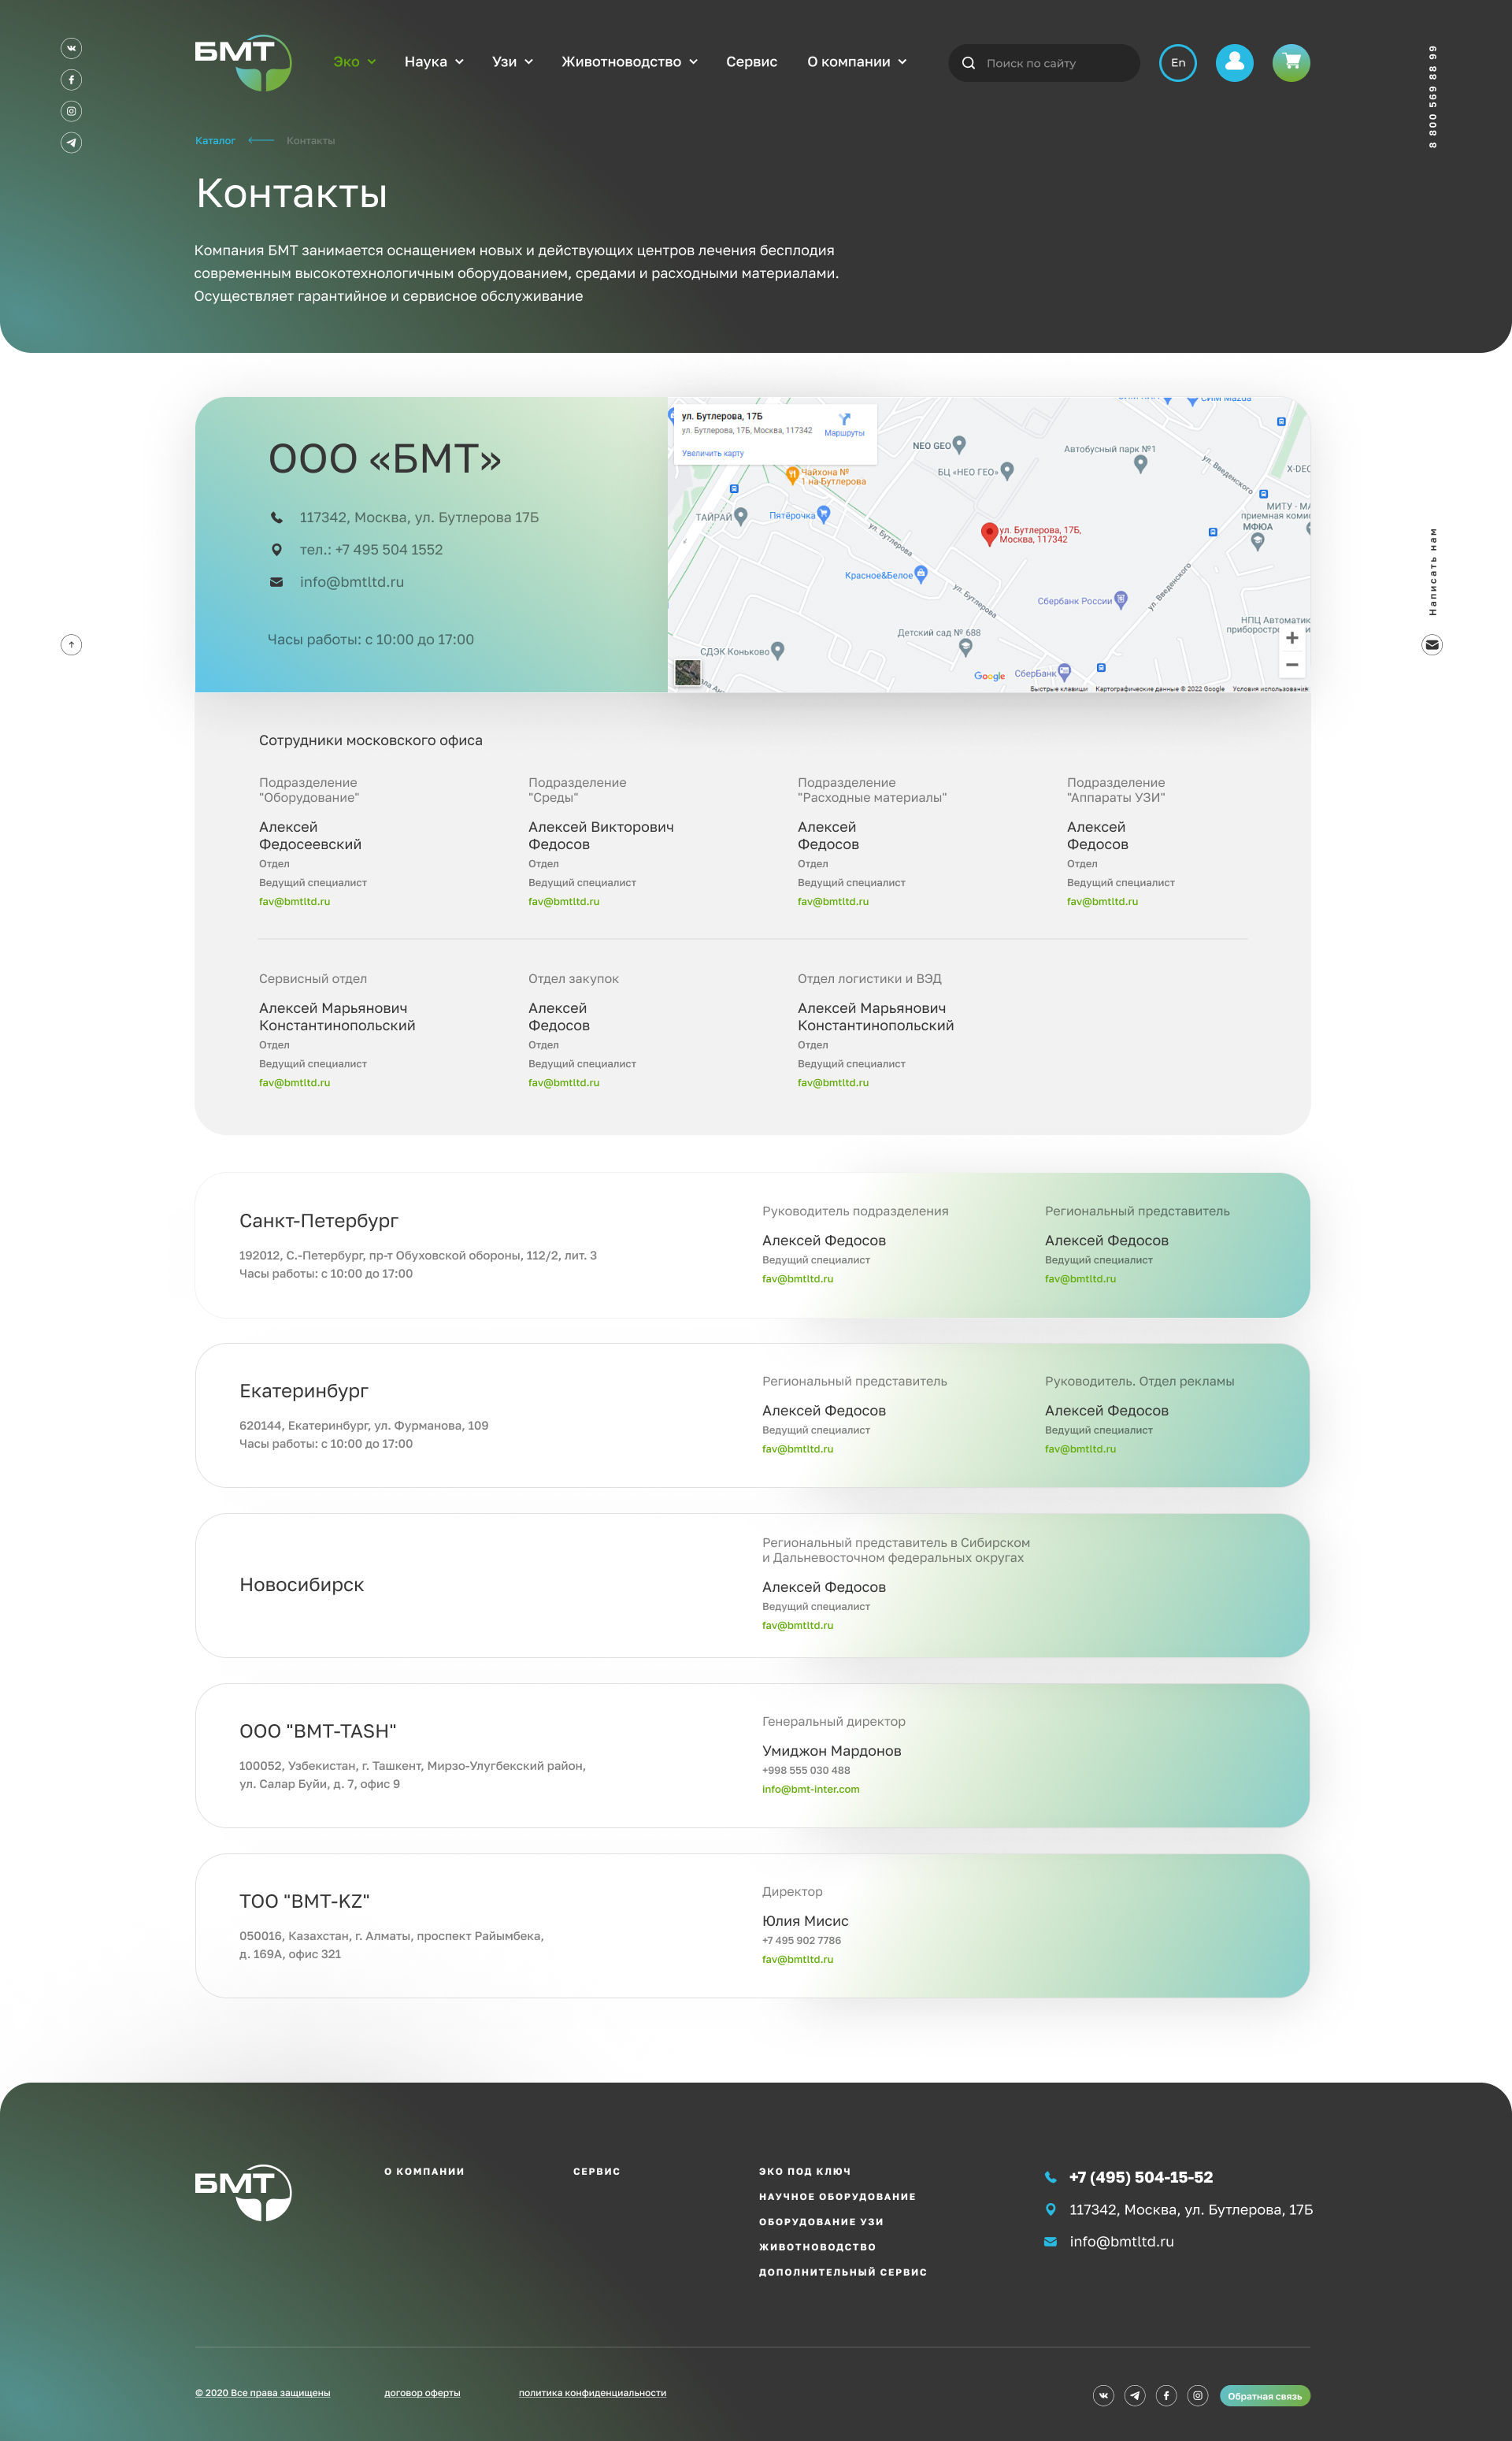 БМТ
Эко
Наука
Узи
Животноводство
Сервис
О компании
Поиск по сайту
En
8 800 569 88 99
Каталог
Контакты
Контакты
Компания БМТ занимается оснащением новых и действующих центров лечения бесплодия
современным высокотехнологичным оборудованием, средами и расходными материалами.
Осуществляет гарантийное и сервисное обслуживание
ООО «БМТ»
117342, Москва, ул. Бутлерова 17Б
тел.: +7 495 504 1552
info@bmtltd.ru
Часы работы: с 10:00 до 17:00
ул. Бутлерова, 17Б
ул. Бутлерова, 17Б, Москва, 117342
Маршруты
Увеличить карту
СИМ Mazda
NEO GEO
Автобусный парк №1
БЦ «НЕО ГЕО»
ул. Введенского
X-DEC
Чайхона №
1 на Бутлерова
ТАЙРАЙ
Пятёрочка
МИТУ - МА
приемная комис
МФЮА
ул. Бутлерова
ул. Бутлерова, 17Б,
Москва, 117342
Красное&Белое
ул. Бутлерова
ул. Введенского
Сбербанк России
НПЦ Автоматик
приборостр
Детский сад № 688
СДЭК Коньково
Google
СберБанк
Быстрые клавиши
Картографические данные © 2022 Google
Условия использования
Написать нам
Сотрудники московского офиса
Подразделение
"Оборудование"
Алексей
Федосеевский
Отдел
Ведущий специалист
fav@bmtltd.ru
Подразделение
"Среды"
Алексей Викторович
Федосов
Отдел
Ведущий специалист
fav@bmtltd.ru
Подразделение
"Расходные материалы"
Алексей
Федосов
Отдел
Ведущий специалист
fav@bmtltd.ru
Подразделение
"Аппараты УЗИ"
Алексей
Федосов
Отдел
Ведущий специалист
fav@bmtltd.ru
Сервисный отдел
Алексей Марьянович
Константинопольский
Отдел
Ведущий специалист
fav@bmtltd.ru
Отдел закупок
Алексей
Федосов
Отдел
Ведущий специалист
fav@bmtltd.ru
Отдел логистики и ВЭД
Алексей Марьянович
Константинопольский
Отдел
Ведущий специалист
fav@bmtltd.ru
Санкт-Петербург
192012, С.-Петербург, пр-т Обуховской обороны, 112/2, лит. З
Часы работы: с 10:00 до 17:00
Руководитель подразделения
Алексей Федосов
Ведущий специалист
fav@bmtltd.ru
Региональный представитель
Алексей Федосов
Ведущий специалист
fav@bmtltd.ru
Екатеринбург
620144, Екатеринбург, ул. Фурманова, 109
Часы работы: с 10:00 до 17:00
Региональный представитель
Алексей Федосов
Ведущий специалист
fav@bmtltd.ru
Руководитель. Отдел рекламы
Алексей Федосов
Ведущий специалист
fav@bmtltd.ru
Новосибирск
Региональный представитель в Сибирском
и Дальневосточном федеральных округах
Алексей Федосов
Ведущий специалист
fav@bmtltd.ru
ООО "BMT-TASH"
100052, Узбекистан, г. Ташкент, Мирзо-Улугбекский район,
ул. Салар Буйи, д. 7, офис 9
Генеральный директор
Умиджон Мардонов
+998 555 030 488
info@bmt-inter.com
ТОО "BMT-KZ"
050016, Казахстан, г. Алматы, проспект Райымбека,
д. 169А, офис 321
Директор
Юлия Мисис
+7 495 902 7786
fav@bmtltd.ru
БМТ
О КОМПАНИИ
СЕРВИС
ЭКО ПОД КЛЮЧ
НАУЧНОЕ ОБОРУДОВАНИЕ
ОБОРУДОВАНИЕ УЗИ
ЖИВОТНОВОДСТВО
ДОПОЛНИТЕЛЬНЫЙ СЕРВИС
+7 (495) 504-15-52
117342, Москва, ул. Бутлерова, 17Б
info@bmtltd.ru
© 2020 Все права защищены
договор оферты
политика конфиденциальности
Обратная связь